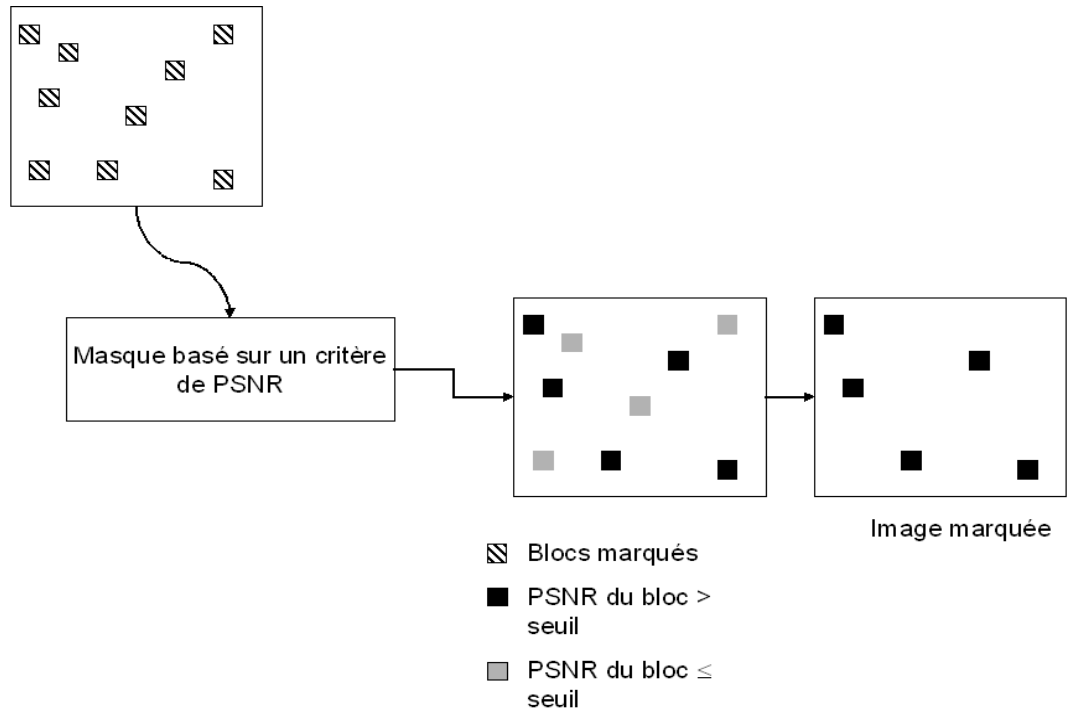 Masque basé sur un critère
de PSNR
Image marquée
Blocs marqués
PSNR du bloc >
seuil
PSNR du bloc ≤
seuil